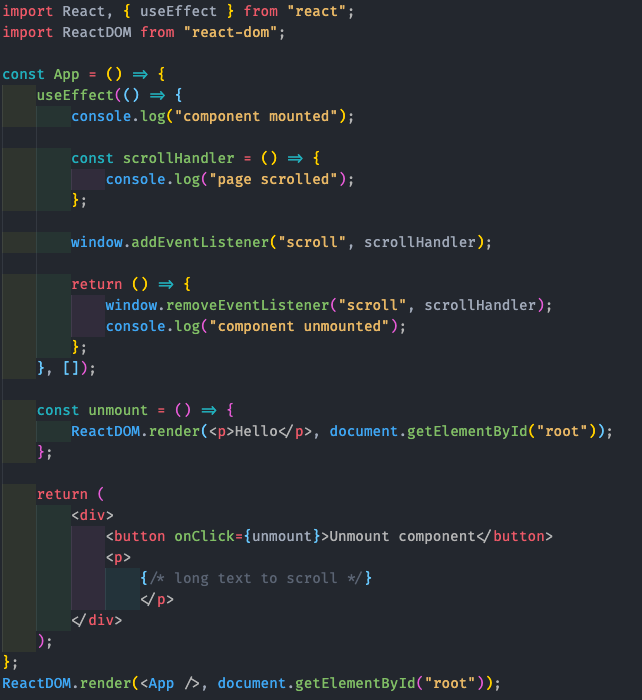 import React, { useEffect } from "react";
import ReactDOM from "react-dom";

const App = () => {
    useEffect(() => {
        console.log("component mounted");

        const scrollHandler = () => {
            console.log("page scrolled");
        };

        window.addEventListener("scroll", scrollHandler);

        return () => {
            window.removeEventListener("scroll", scrollHandler);
            console.log("component unmounted");
        };
    }, []);

    const unmount = () => {
        ReactDOM.render(<p>Hello</p>, document.getElementById("root"));
    };

    return (
        <div>
            <button onClick={unmount}>Unmount component</button>
            <p>
                {/* long text to scroll */}
                </p>
        </div>
    );
};
ReactDOM.render(<App />, document.getElementById("root"));